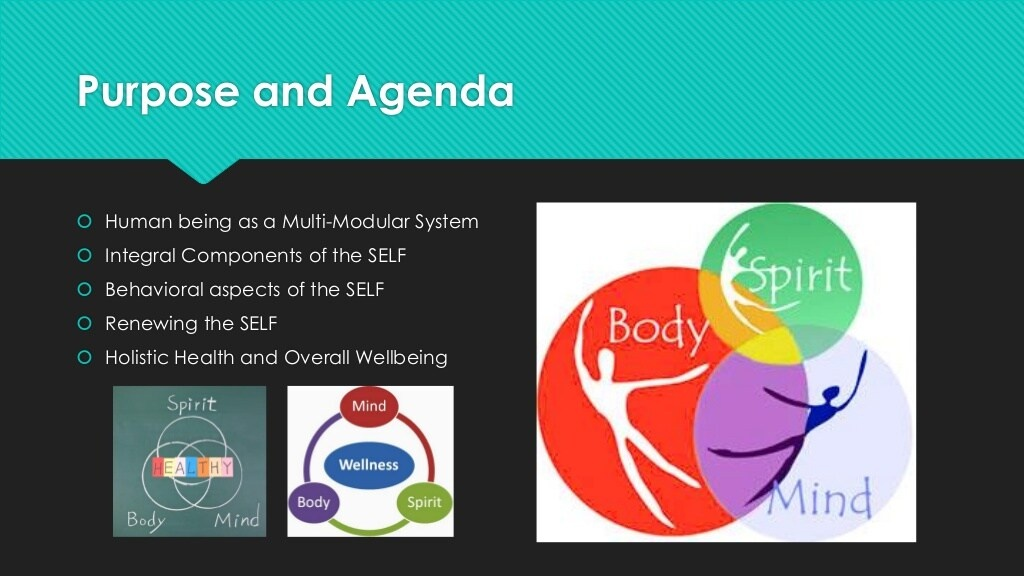 Purpose and Agenda
Human being as a Multi-Modular System
Integral Components of the SELF
Behavioral aspects of the SELF
Renewing the SELF
Holistic Health and Overall Wellbeing
Spirit
HEALTHY
Body Mind
Mind
Wellness
Body Spirit
Spirit
Body
Mind